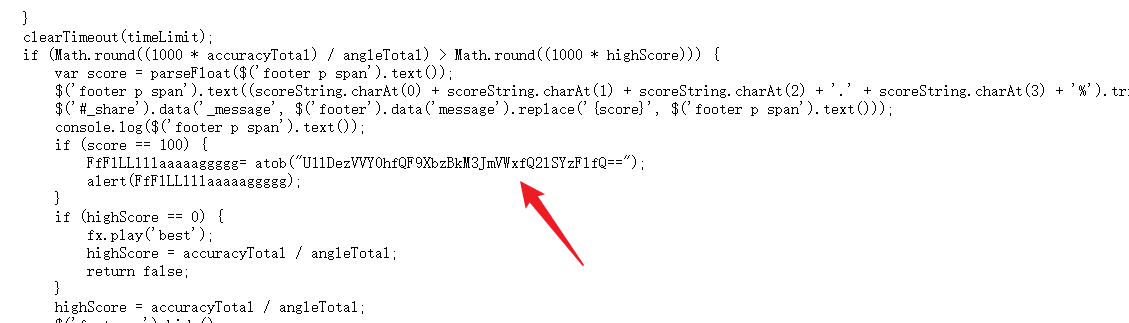 }
clearTimeout(timeLimit);
if (Math.round((1000 * accuracyTotal) / angleTotal) > Math.round((1000 * highScore))) {
var score = parseFloat($('footer p span').text());
$('footer p span').text((scoreString.charAt(0) + scoreString.charAt(1) + scoreString.charAt(2) + '.' + scoreString.charAt(3) + '%').tri
$('#_share').data('_message', $('footer').data('message').replace('{score}', $('footer p span').text()));
console.log($('footer p span').text());
if (score == 100) {
FfF1LL111aaaaaggggg= atob("U11DezVVY0hfQF9XbzBkM3JmVWxfQ21SYzF1fQ==");
alert(FfF1LL111aaaaaggggg);
}
if (highScore == 0) {
fx.play('best');
highScore = accuracyTotal / angleTotal;
return false;
}
highScore = accuracyTotal / angleTotal;